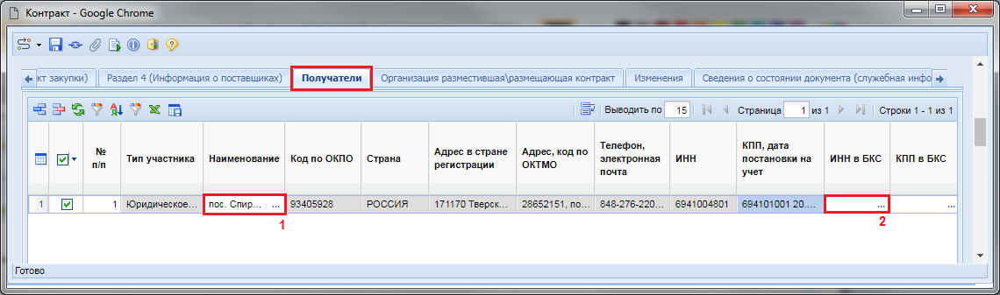 Контракт - Google Chrome
кт закупки) Раздел 4 (Информация о поставщиках) Получатели Организация разместившая\размещающая контракт Изменения Сведения о состоянии документа (служебная инфо
Выводить по 15 Страница 1 из 1 Строки 1 - 1 из 1
№ п/п Тип участника Наименование Код по ОКПО Страна Адрес в стране регистрации Адрес, код по ОКТМО Телефон, электронная почта ИНН КПП, дата постановки на учет ИНН в БКС КПП в БКС
1 1 Юридическое... пос. Спир... ... 93405928 РОССИЯ 171170 Тверск... 28652151, по... 848-276-220... 6941004801 694101001 20.... ... ...
1 2
Готово